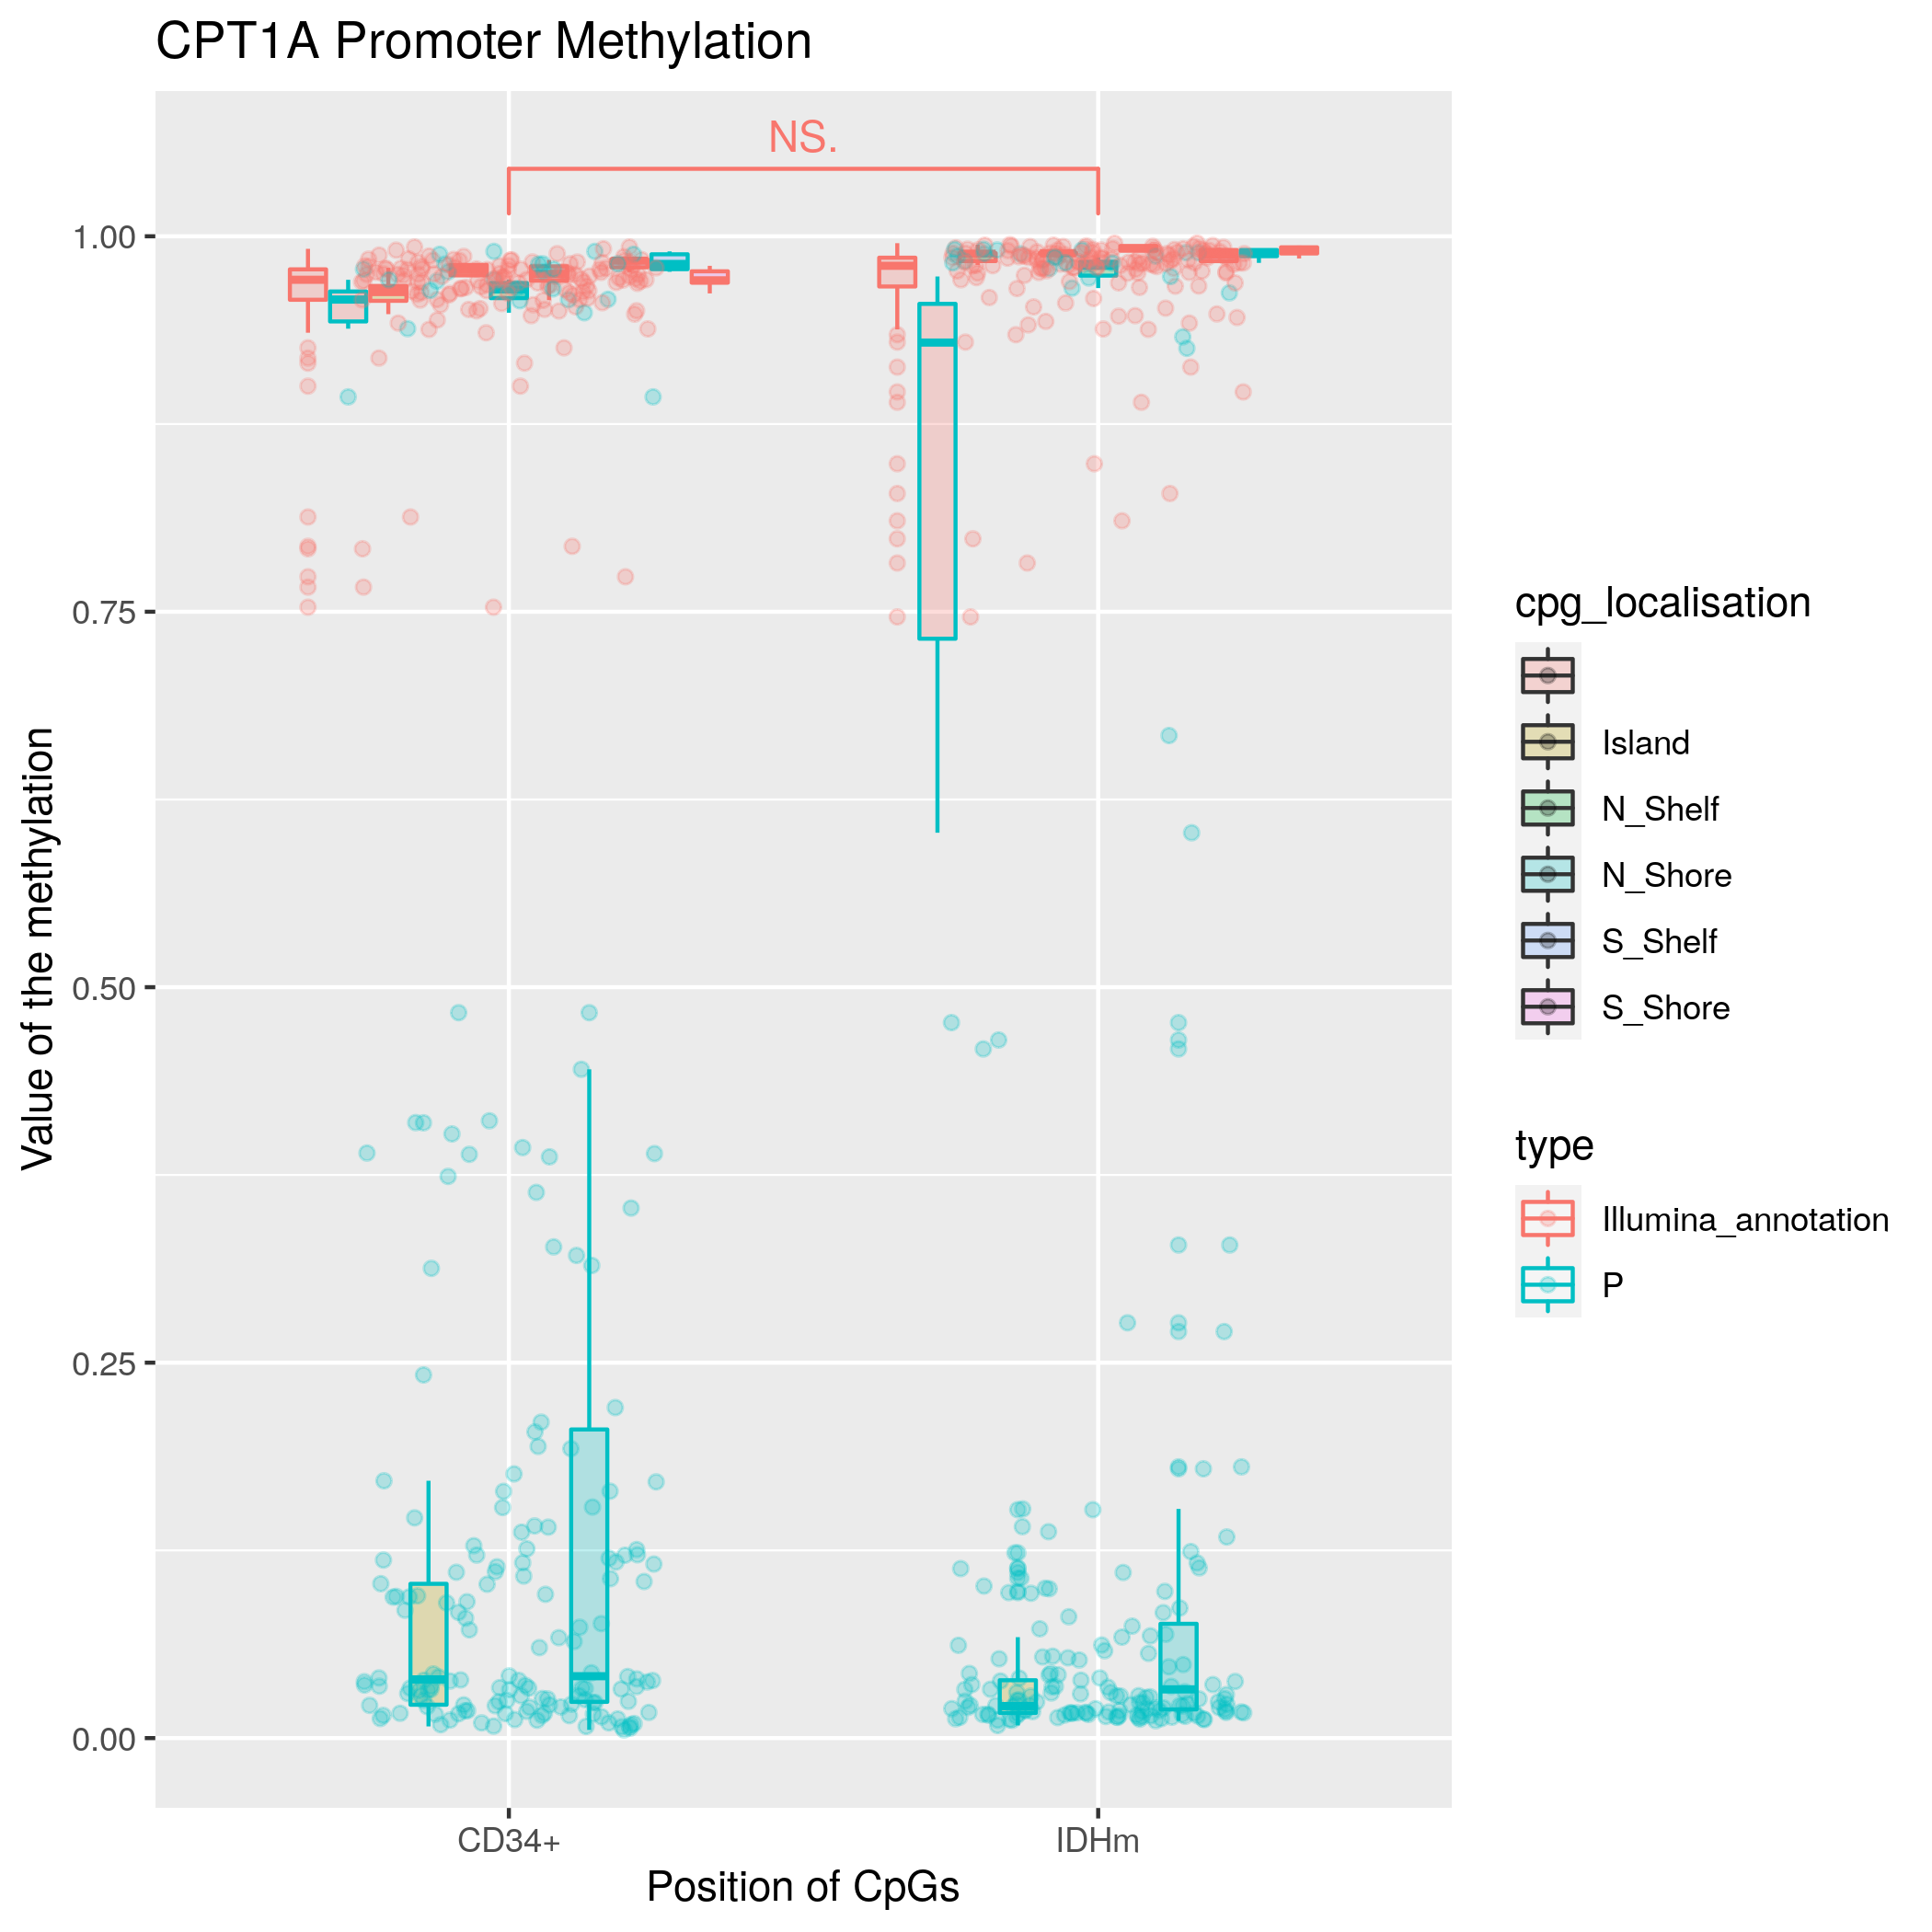 CPT1A Promoter Methylation
NS.
1.00
0.75
0.50
0.25
0.00
Value of the methylation
CD34+
IDHm
Position of CpGs
cpg_localisation
Island
N_Shelf
N_Shore
S_Shelf
S_Shore
type
Illumina_annotation
P